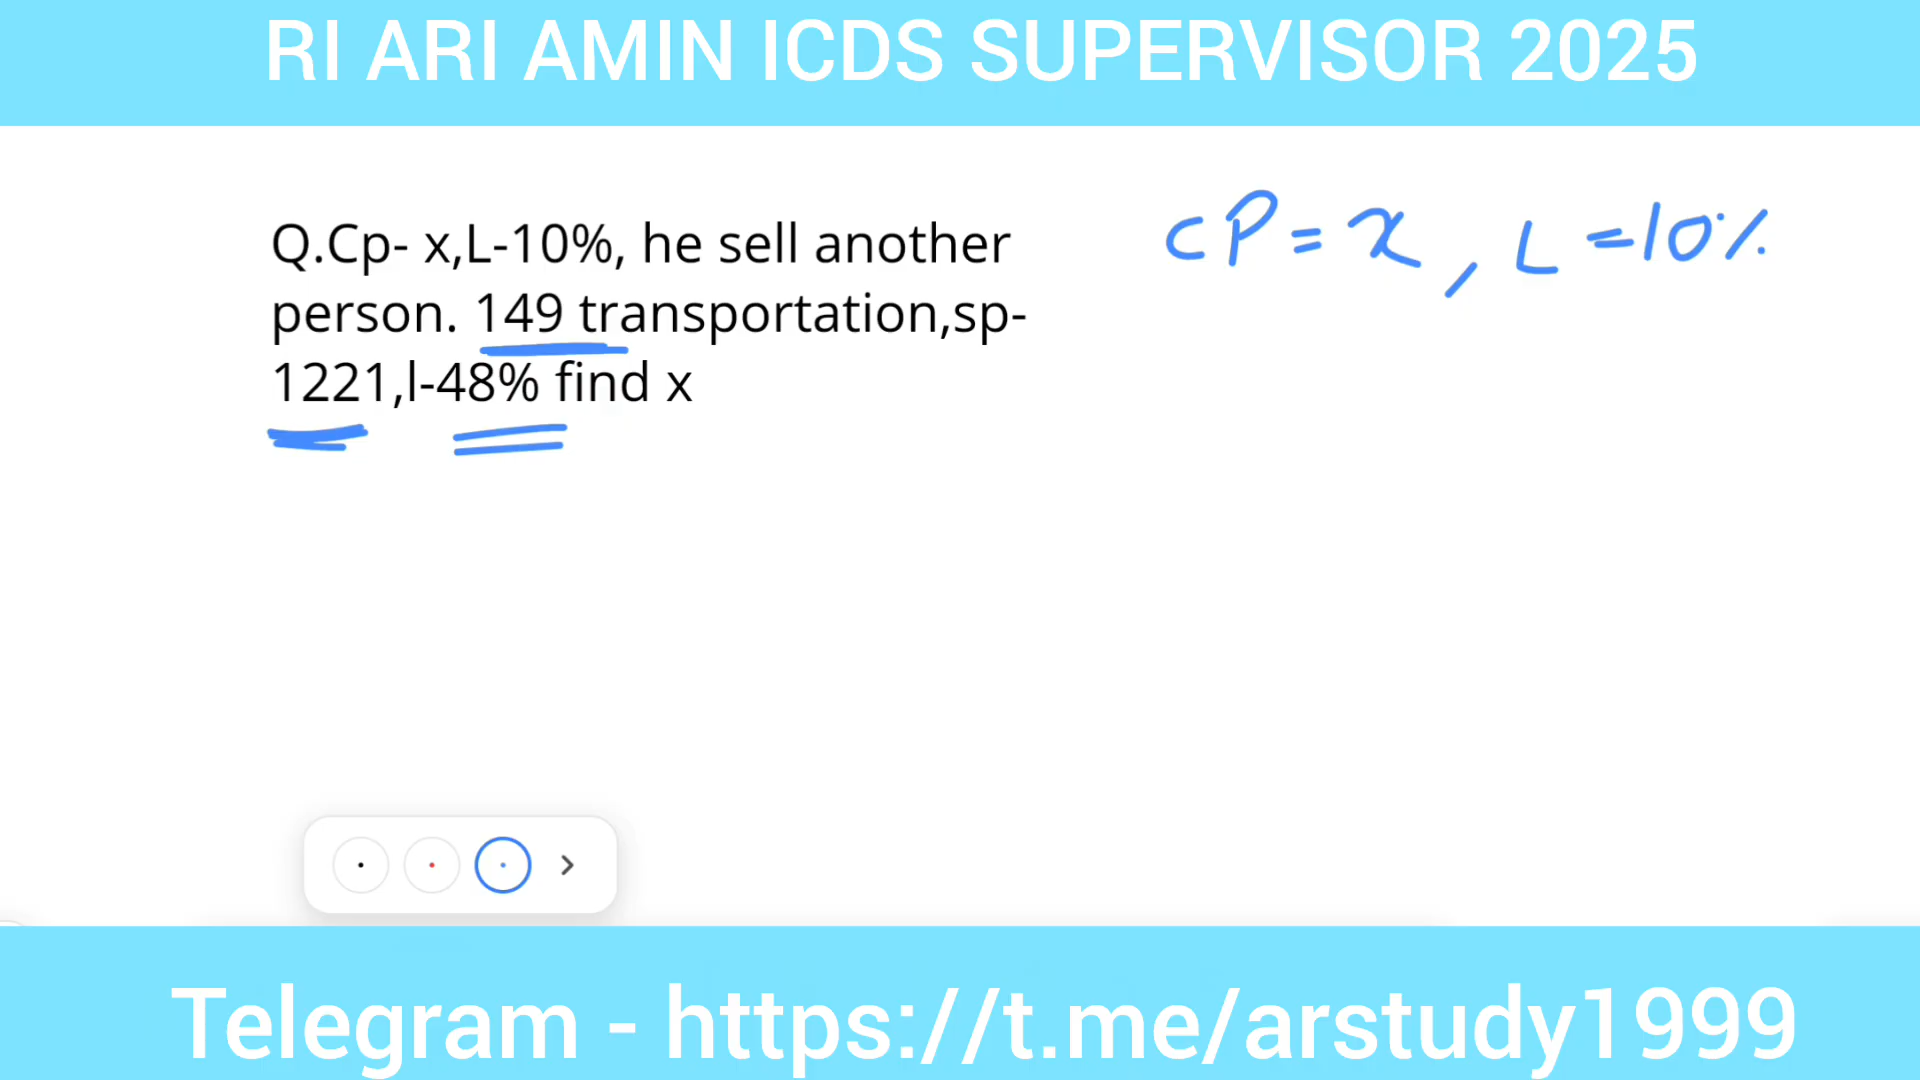 RI ARI AMIN ICDS SUPERVISOR 2025
Q.Cp- x,L-10%, he sell another
person. 149 transportation,sp-
1221,l-48% find x
CP = x , L = 10%
Telegram - https://t.me/arstudy1999